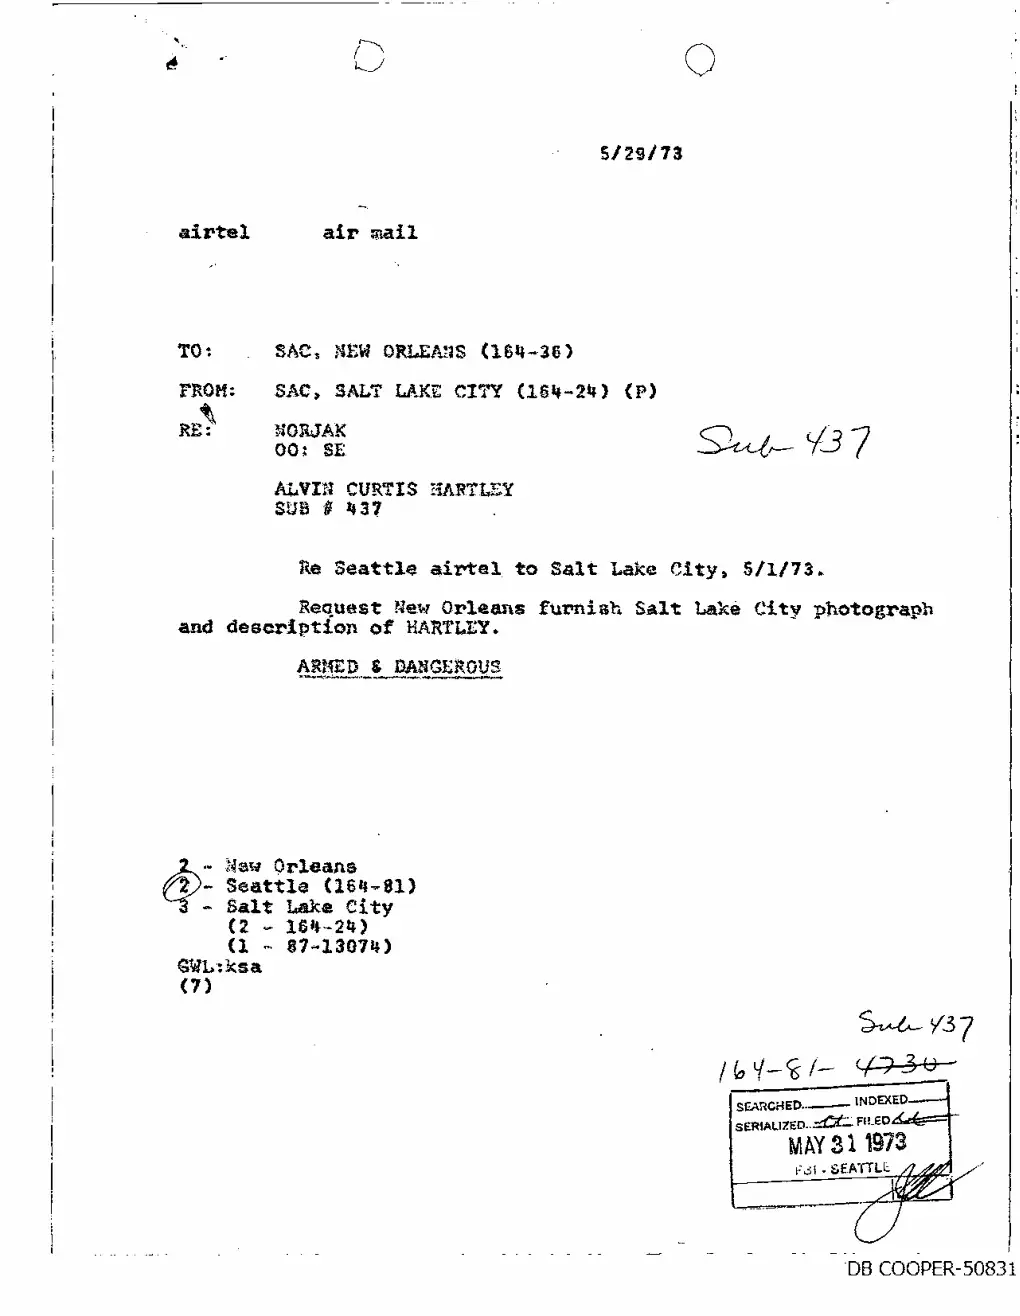 5/29/73
airtel air mail
TO: SAC, NEW ORLEANS (164-36)
FROM: SAC, SALT LAKE CITY (164-24) (P)
RE: NORJAK
OO: SE
Sub 437
ALVIN CURTIS HARTLEY
SUB # 437
Re Seattle airtel to Salt Lake City, 5/1/73.
Request New Orleans furnish Salt Lake City photograph
and description of HARTLEY.
ARMED & DANGEROUS
2 - New Orleans
2 - Seattle (164-81)
3 - Salt Lake City
(2 - 164-24)
(1 - 87-13074)
GWL:ksa
(7)
Sub 437
164-81- 4730
SEARCHED INDEXED
SERIALIZED FILED
MAY 31 1973
FBI - SEATTLE
DB COOPER-50831